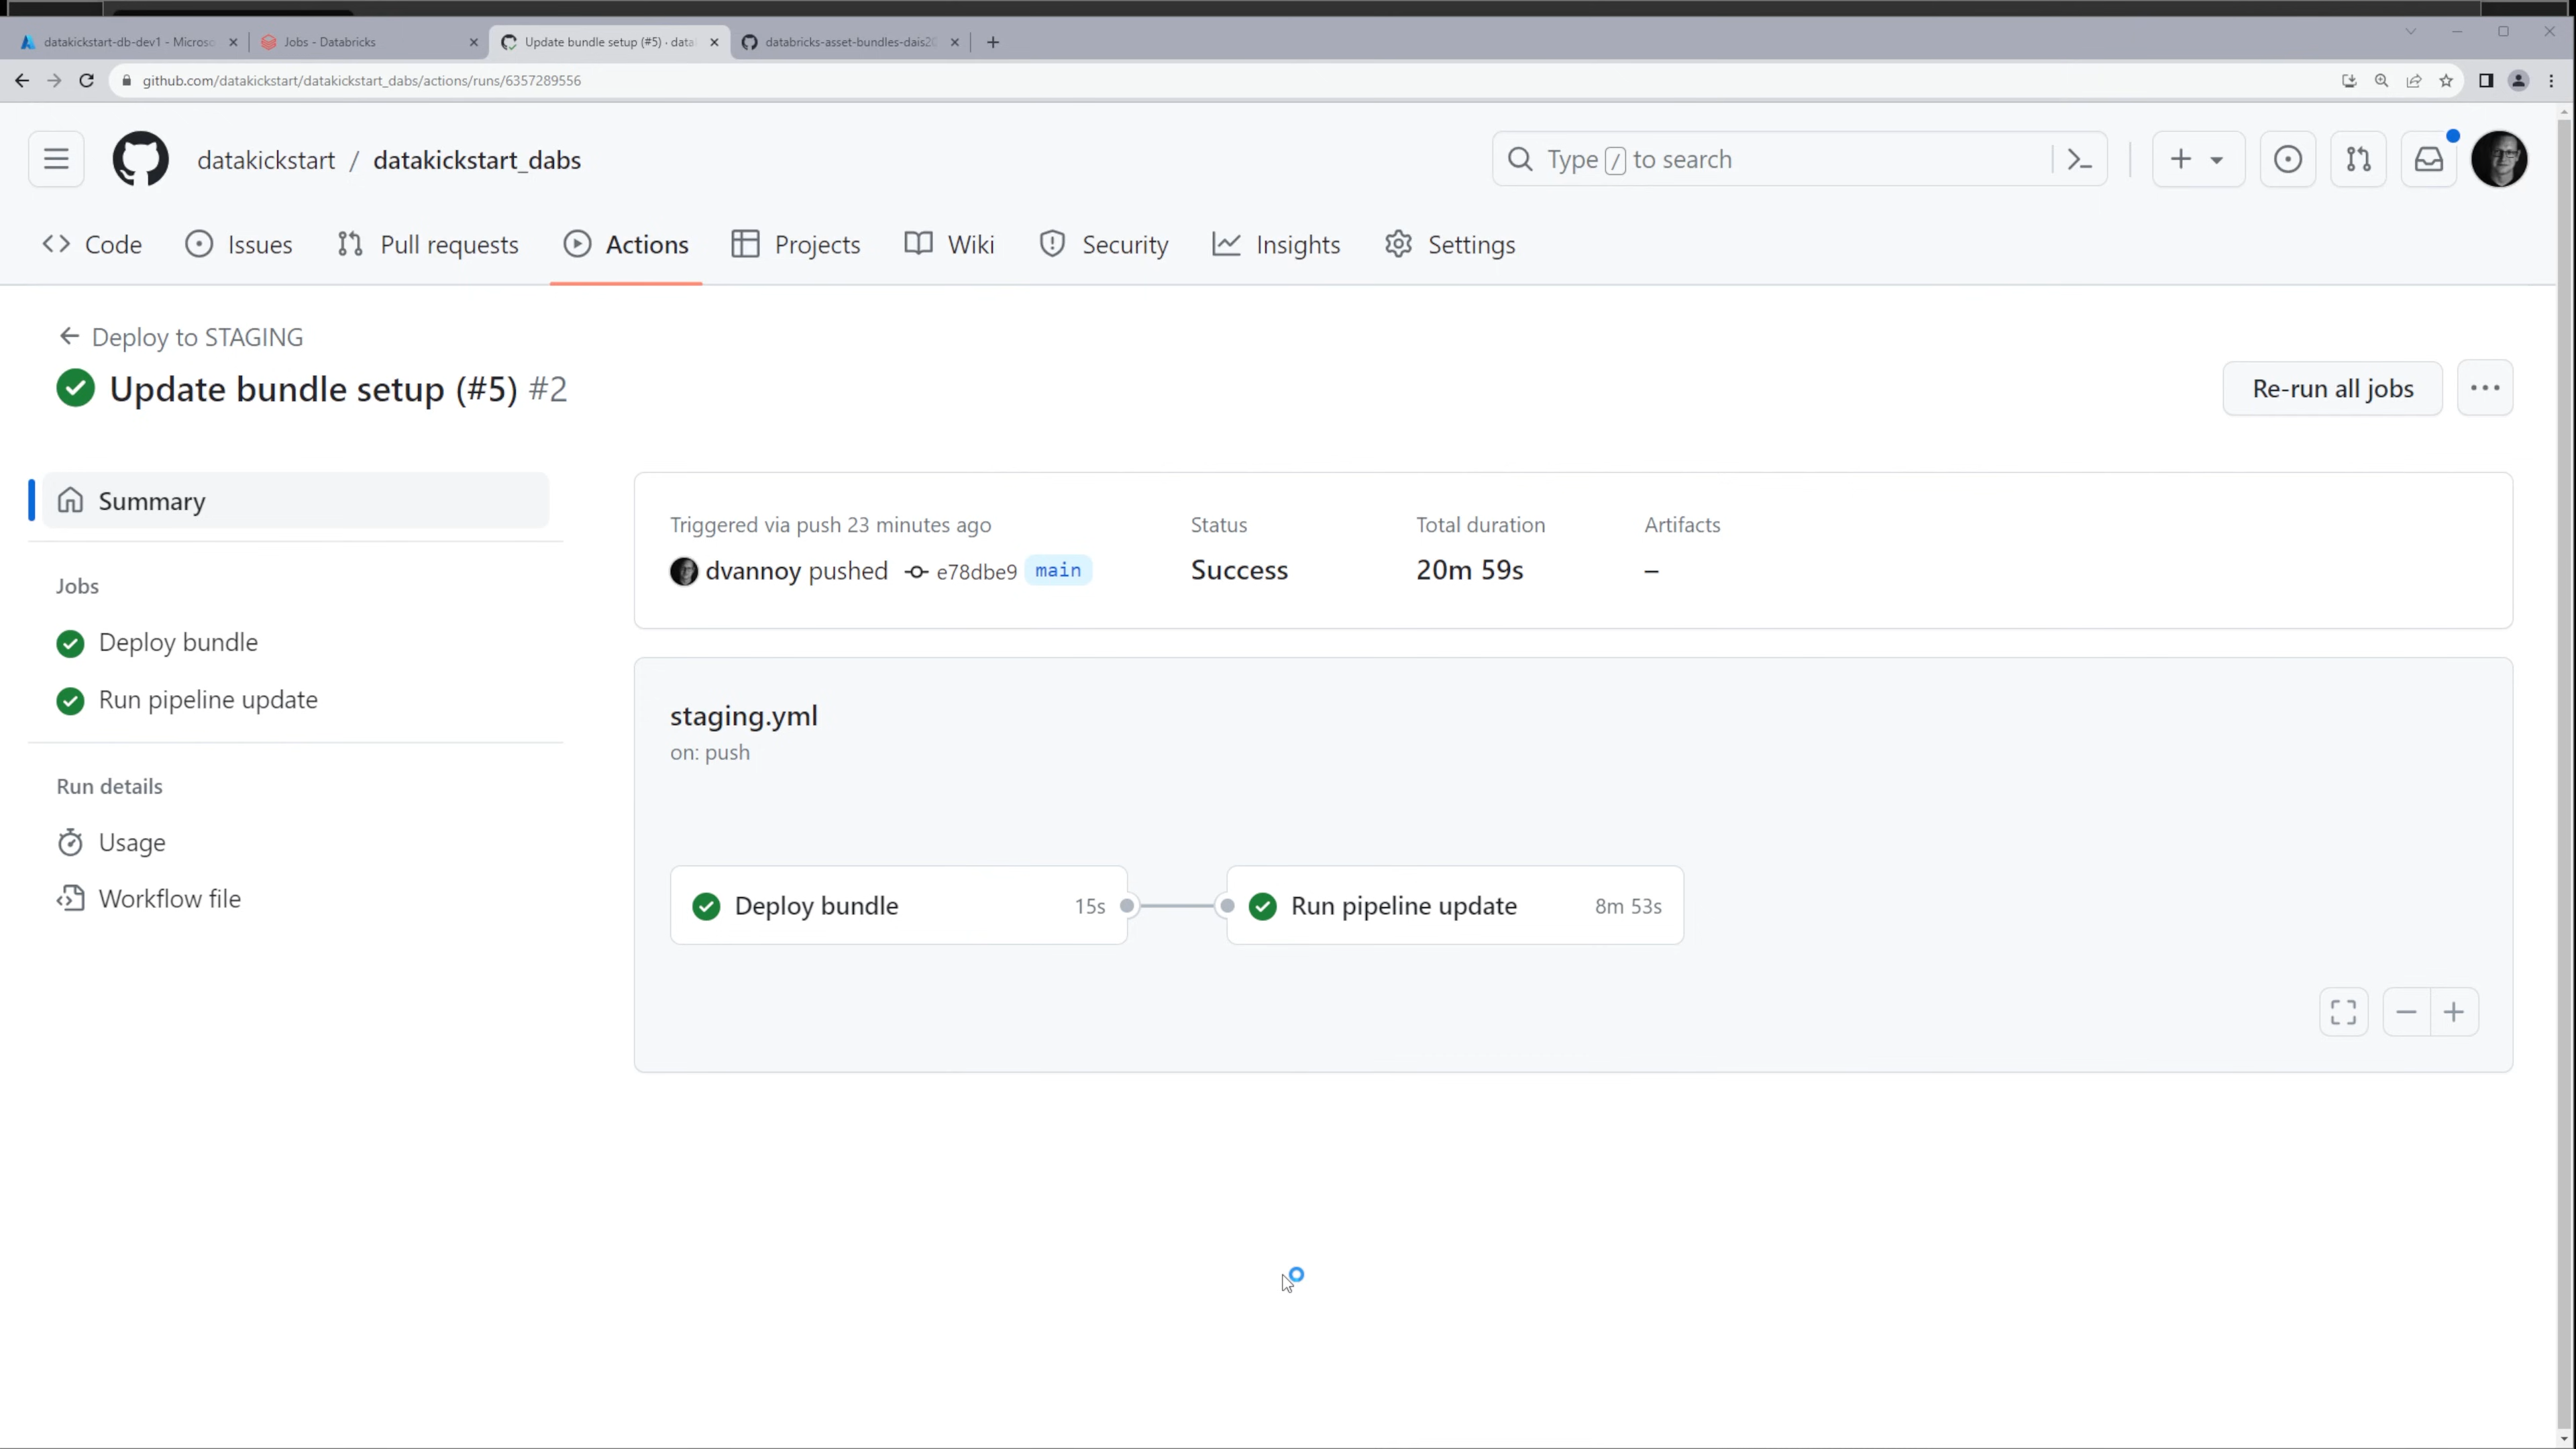 datakickstart-db-dev1 - Microso
Jobs - Databricks
Update bundle setup (#5) · data
databricks-asset-bundles-dais20
github.com/datakickstart/datakickstart_dabs/actions/runs/6357289556
datakickstart / datakickstart_dabs
Type / to search
Code
Issues
Pull requests
Actions
Projects
Wiki
Security
Insights
Settings
Deploy to STAGING
Update bundle setup (#5) #2
Re-run all jobs
Summary
Jobs
Deploy bundle
Run pipeline update
Run details
Usage
Workflow file
Triggered via push 23 minutes ago
dvannoy pushed e78dbe9 main
Status
Success
Total duration
20m 59s
Artifacts
–
staging.yml
on: push
Deploy bundle 15s
Run pipeline update 8m 53s